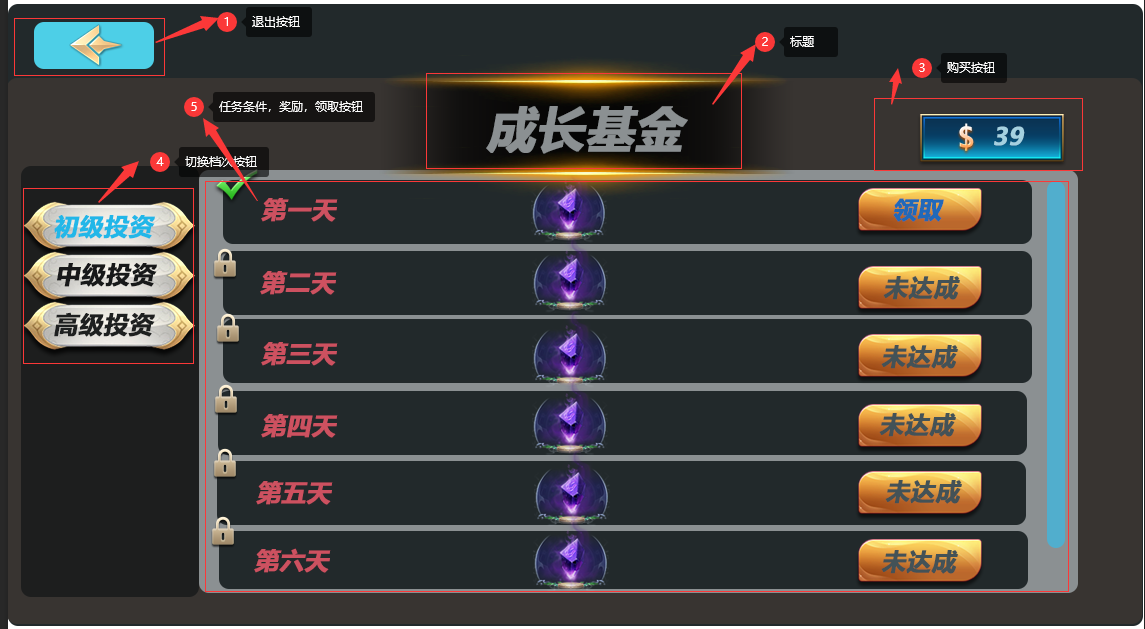 1 退出按钮
2 标题
3 购买按钮
成长基金
5 任务条件，奖励，领取按钮
$ 39
4 切换档次按钮
初级投资
中级投资
高级投资
第一天 领取
第二天 未达成
第三天 未达成
第四天 未达成
第五天 未达成
第六天 未达成